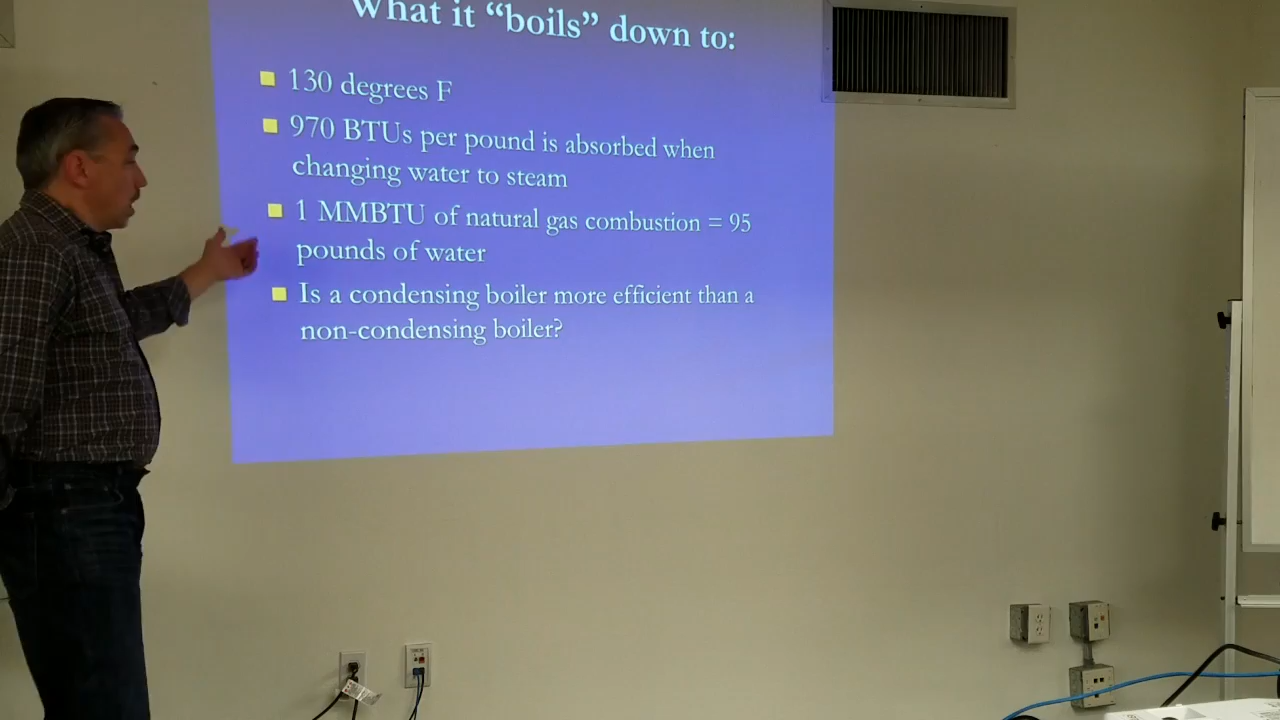 What it “boils” down to:
130 degrees F
970 BTUs per pound is absorbed when
changing water to steam
1 MMBTU of natural gas combustion = 95
pounds of water
Is a condensing boiler more efficient than a
non-condensing boiler?